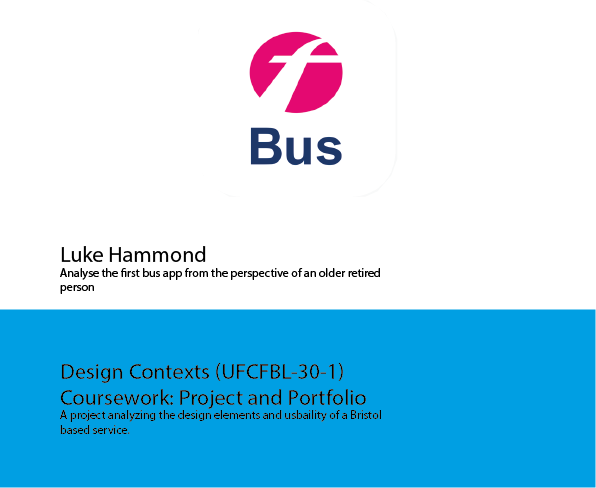 Bus
Luke Hammond
Analyse the first bus app from the perspective of an older retired
person
Design Contexts (UFCFBL-30-1)
Coursework: Project and Portfolio
A project analyzing the design elements and usbaility of a Bristol
based service.